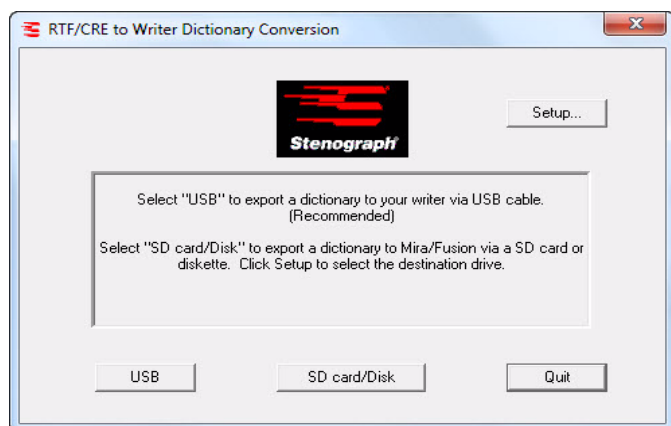 RTF/CRE to Writer Dictionary Conversion
Stenograph
Setup...
Select "USB" to export a dictionary to your writer via USB cable.
(Recommended)
Select "SD card/Disk" to export a dictionary to Mira/Fusion via a SD card or
diskette. Click Setup to select the destination drive.
USB
SD card/Disk
Quit